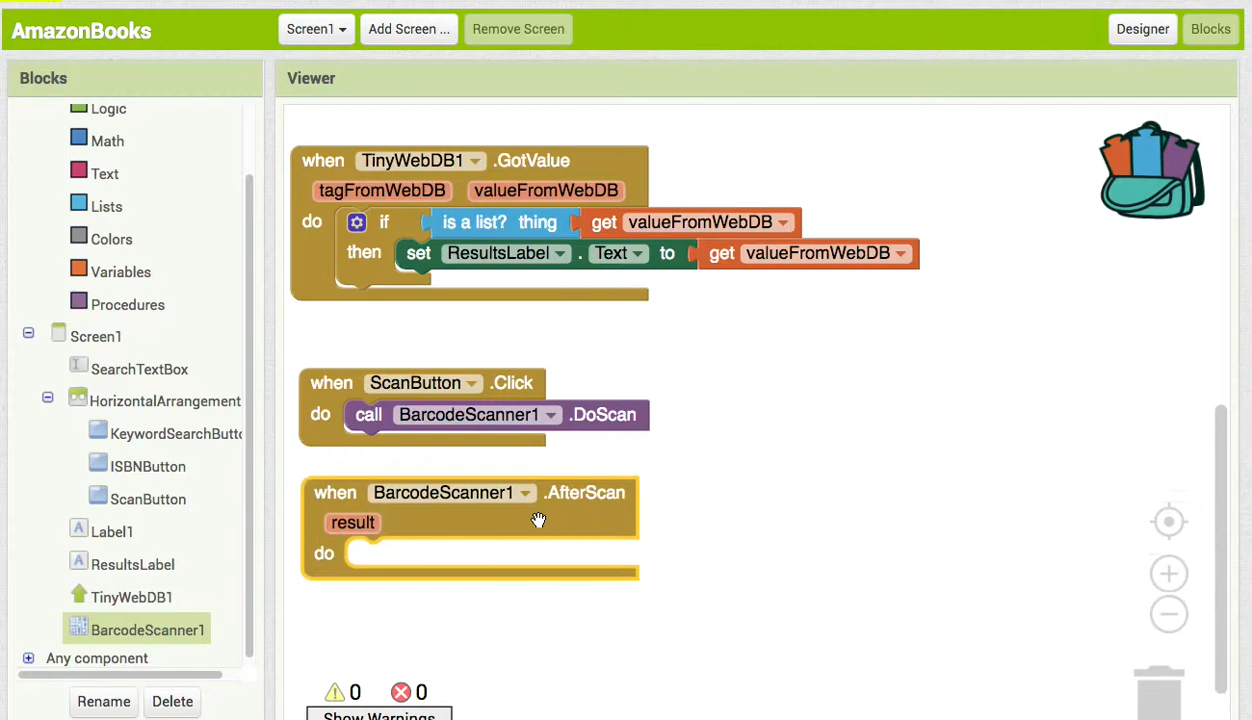 AmazonBooks
Screen1 Add Screen ... Remove Screen
Designer Blocks
Blocks
Logic
Math
Text
Lists
Colors
Variables
Procedures
Screen1
SearchTextBox
HorizontalArrangement
KeywordSearchButto
ISBNButton
ScanButton
Label1
ResultsLabel
TinyWebDB1
BarcodeScanner1
Any component
Rename Delete
Viewer
when TinyWebDB1 .GotValue
tagFromWebDB valueFromWebDB
do if is a list? thing get valueFromWebDB
then set ResultsLabel . Text to get valueFromWebDB
when ScanButton .Click
do call BarcodeScanner1 .DoScan
when BarcodeScanner1 .AfterScan
result
do
0 0
Show Warnings